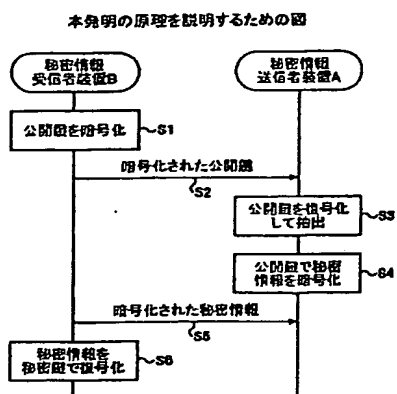 本発明の原理を説明するための図
秘密情報
受信者装置B
秘密情報
送信者装置A
公開鍵を暗号化
S1
暗号化された公開鍵
S2
公開鍵を復号化
して抽出
S3
公開鍵で秘密
情報を暗号化
S4
暗号化された秘密情報
S5
秘密情報を
秘密鍵で復号化
S6